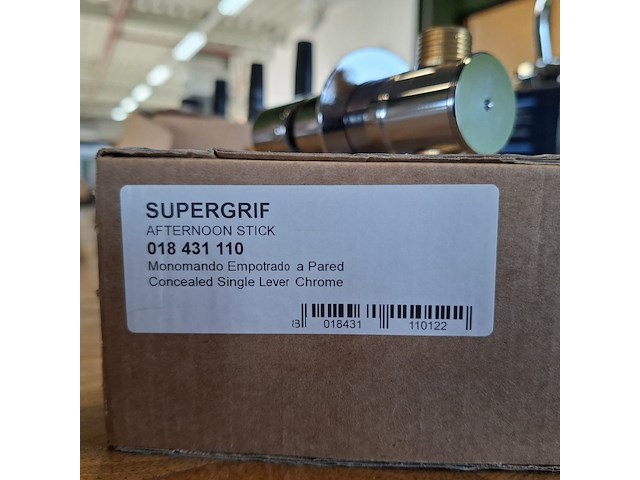 SUPERGRIF
AFTERNOON STICK
018 431 110
Monomando Empotrado a Pared
Concealed Single Lever Chrome
018431 110122